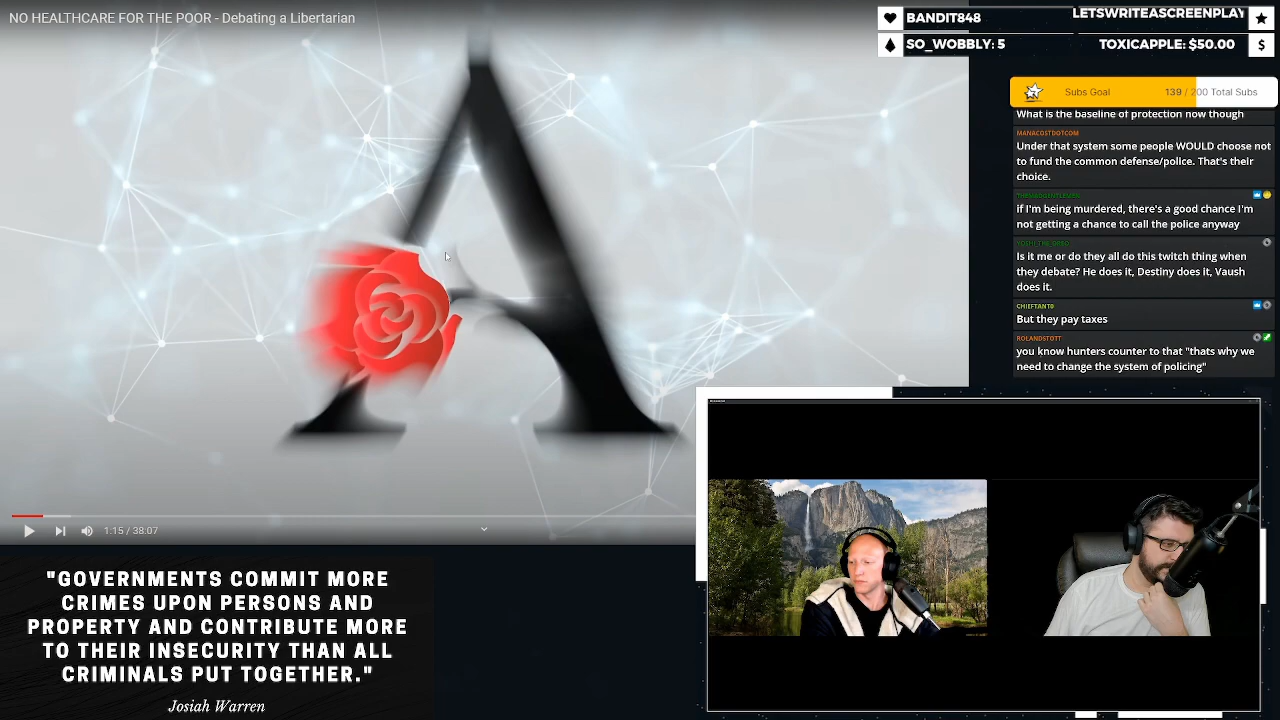 NO HEALTHCARE FOR THE POOR - Debating a Libertarian
BANDIT848
LETSWRITEASCREENPLAY
SO_WOBBLY: 5
TOXICAPPLE: $50.00
Subs Goal
139 / 200 Total Subs
What is the baseline of protection now though
MANACOSTDOTCOM
Under that system some people WOULD choose not
to fund the common defense/police. That's their
choice.
if I'm being murdered, there's a good chance I'm
not getting a chance to call the police anyway
Is it me or do they all do this twitch thing when
they debate? He does it, Destiny does it, Vaush
does it.
But they pay taxes
ROLANDSTOTT
you know hunters counter to that "thats why we
need to change the system of policing"
A
1:15 / 38:07
"GOVERNMENTS COMMIT MORE
CRIMES UPON PERSONS AND
PROPERTY AND CONTRIBUTE MORE
TO THEIR INSECURITY THAN ALL
CRIMINALS PUT TOGETHER."
Josiah Warren